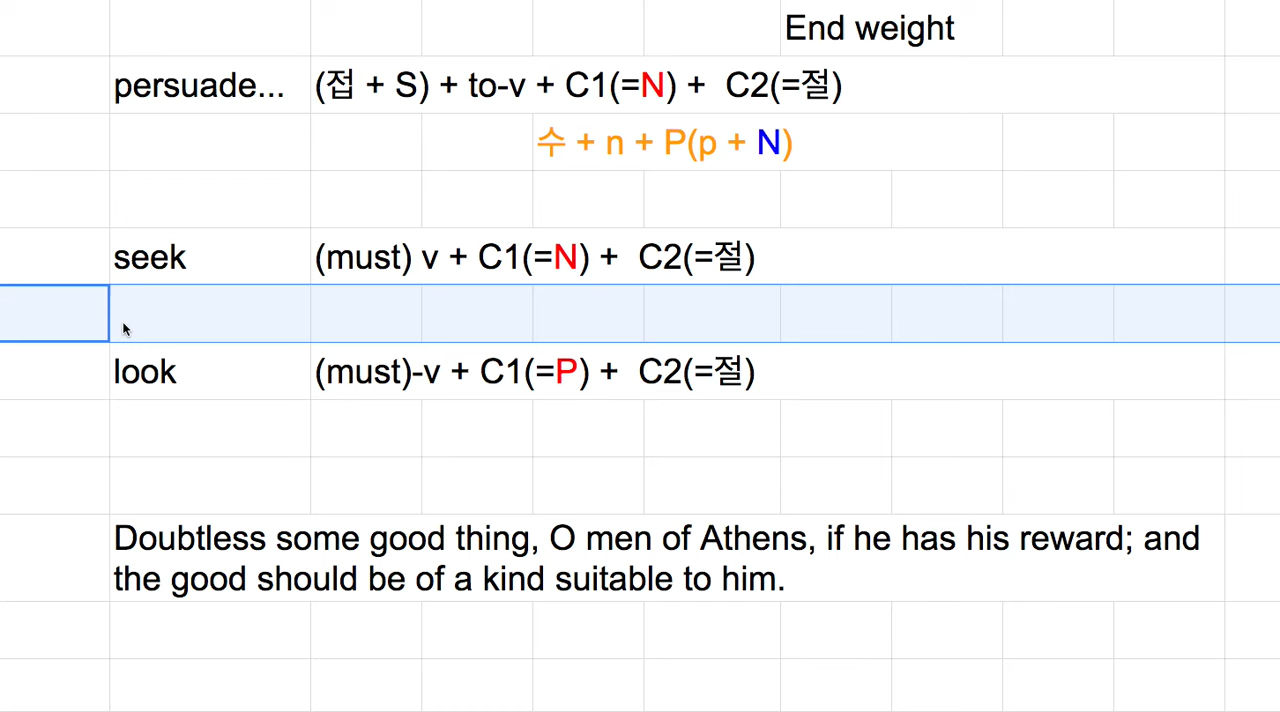 End weight
persuade... (접 + S) + to-v + C1(=N) + C2(=절)
수 + n + P(p + N)
seek (must) v + C1(=N) + C2(=절)
look (must)-v + C1(=P) + C2(=절)
Doubtless some good thing, O men of Athens, if he has his reward; and
the good should be of a kind suitable to him.